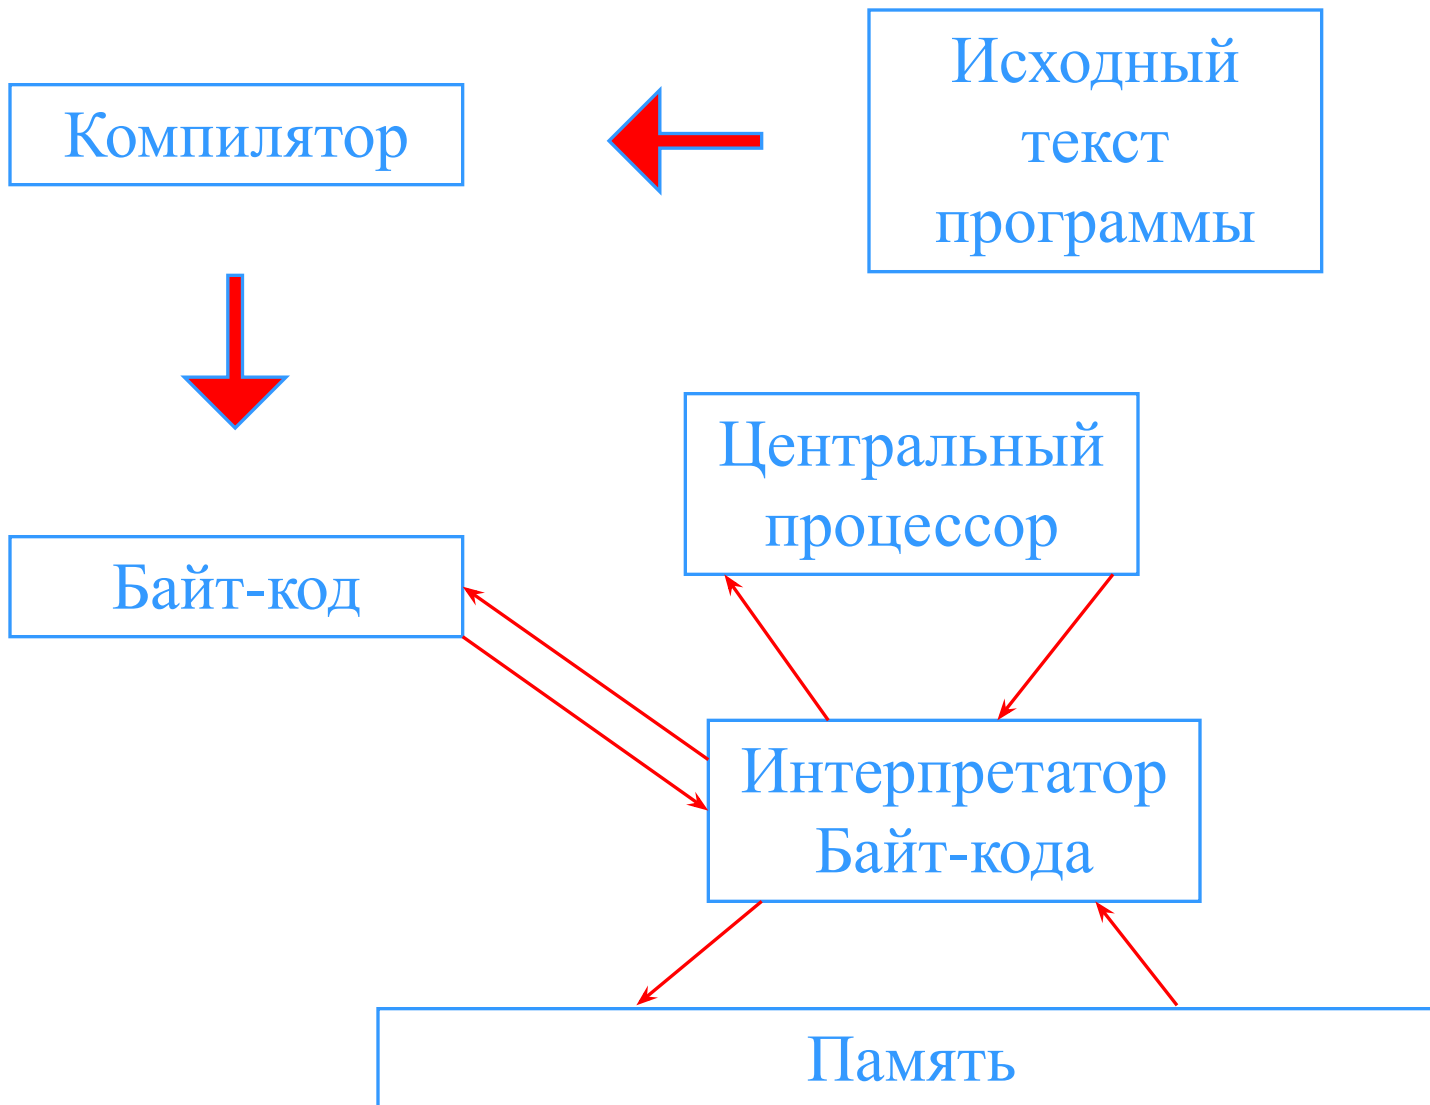 Исходный
текст
программы
Компилятор
Центральный
процессор
Байт-код
Интерпретатор
Байт-кода
Память